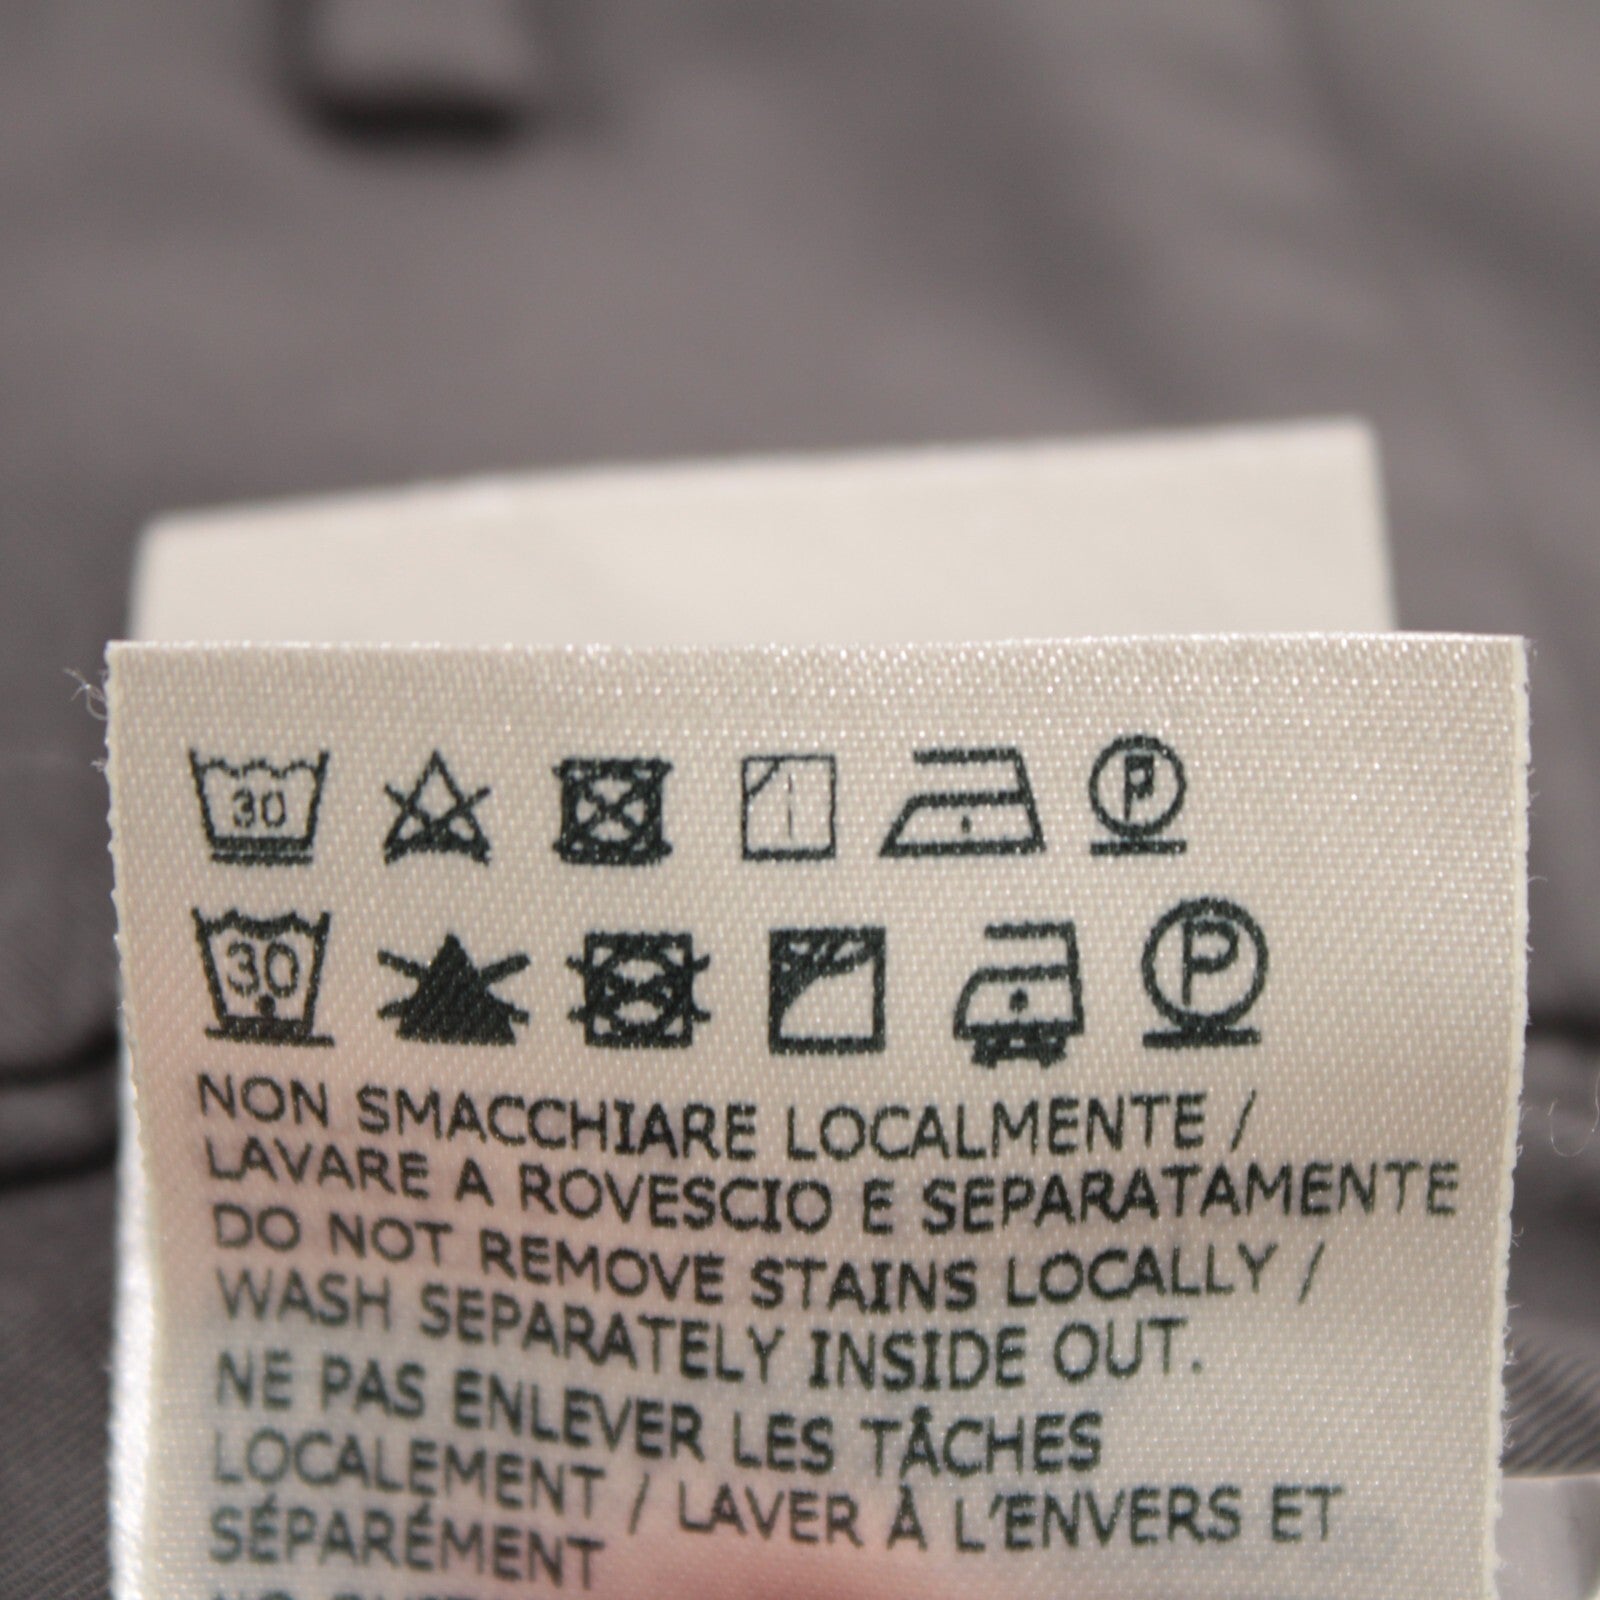 30 P
30 P
NON SMACCHIARE LOCALMENTE /
LAVARE A ROVESCIO E SEPARATAMENTE
DO NOT REMOVE STAINS LOCALLY /
WASH SEPARATELY INSIDE OUT.
NE PAS ENLEVER LES TÂCHES
LOCALEMENT / LAVER À L'ENVERS ET
SÉPARÉMENT